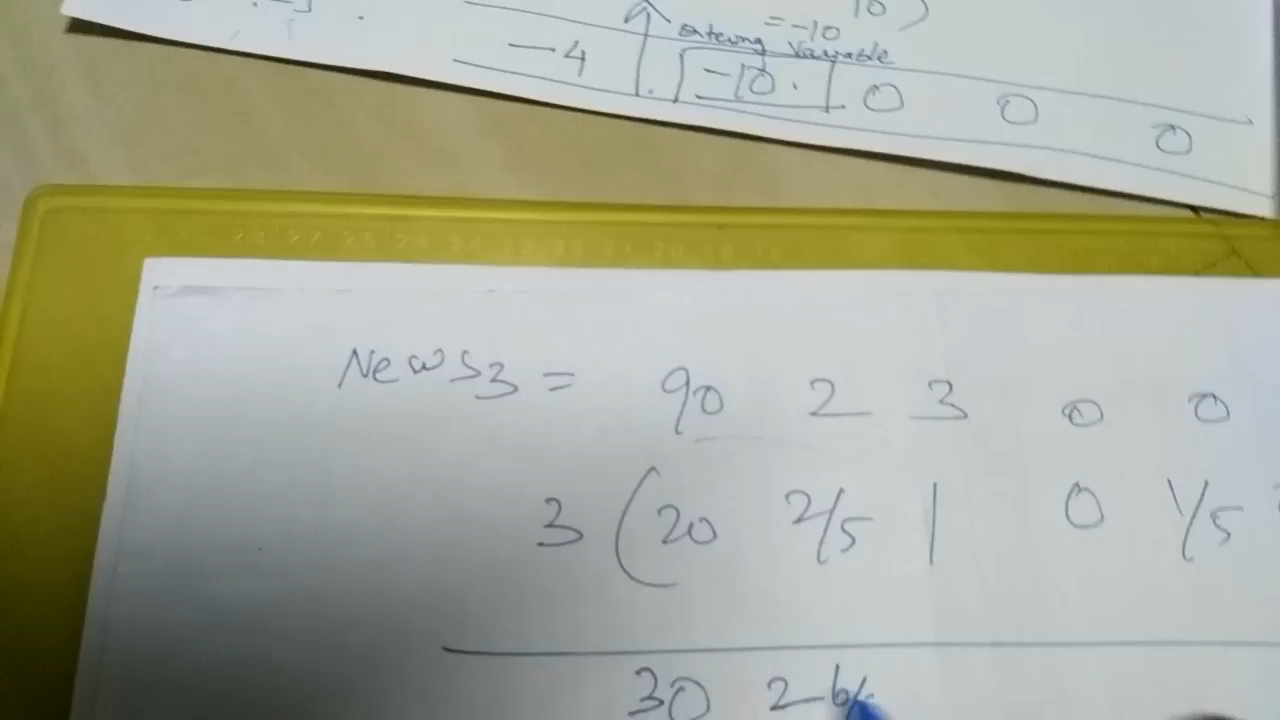 10 )
= -10
entering variable
-4 -10. 0 0 0
New S3 = 90 2 3 0 0
3 ( 20 2/5 1 0 1/5
30 2-6/